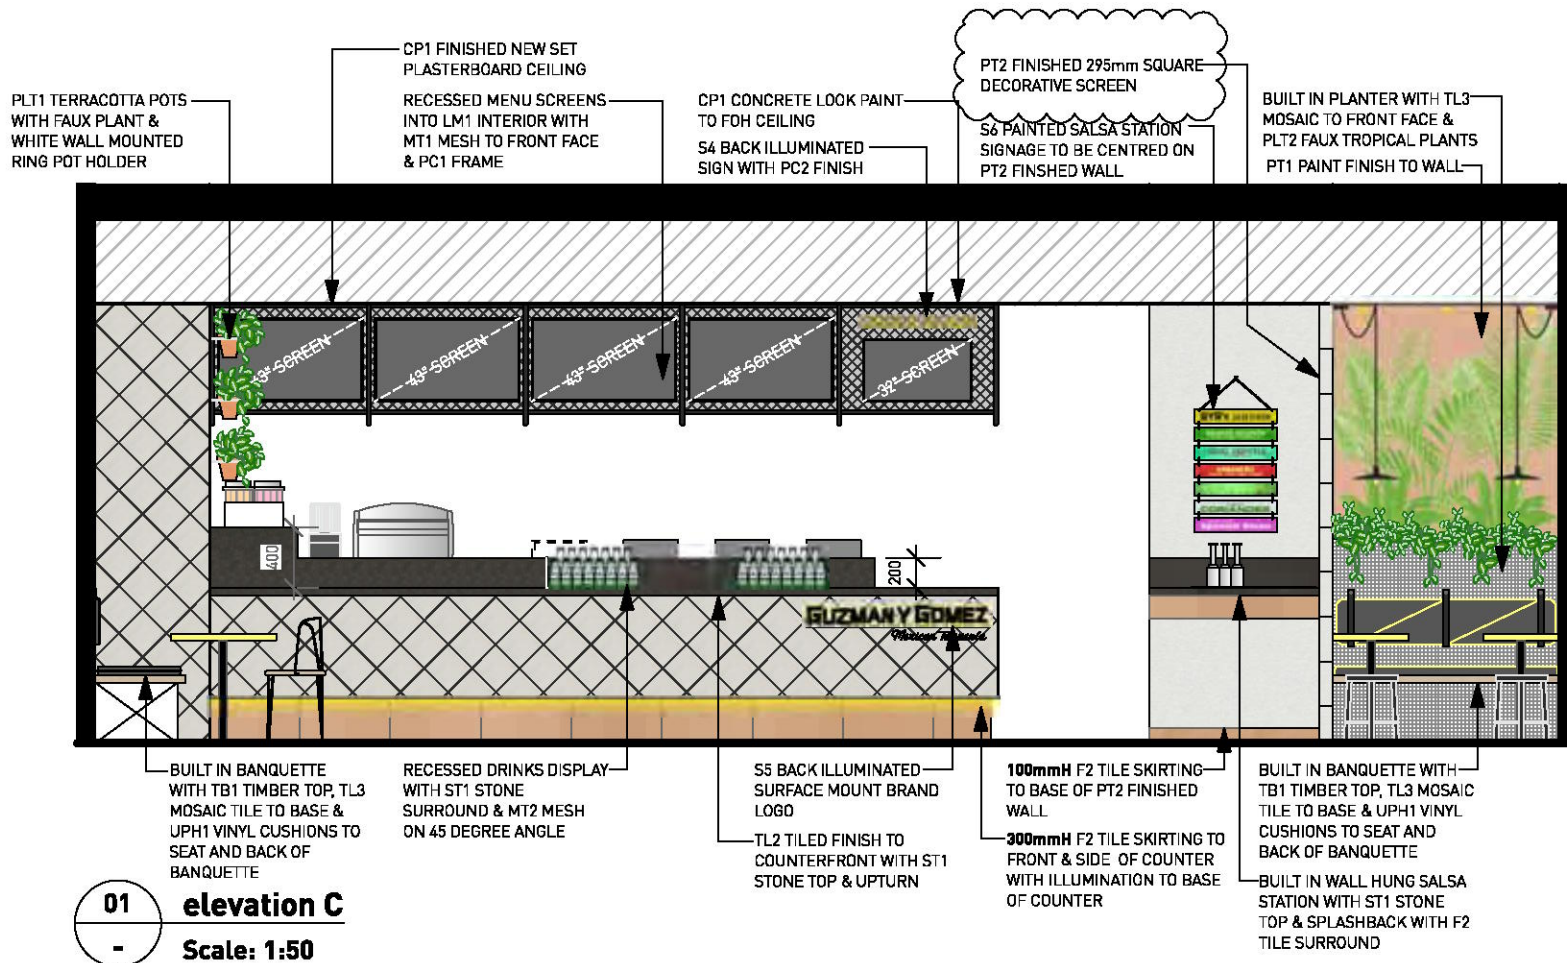 CP1 FINISHED NEW SET
PLASTERBOARD CEILING
PT2 FINISHED 295mm SQUARE
DECORATIVE SCREEN
PLT1 TERRACOTTA POTS
WITH FAUX PLANT &
WHITE WALL MOUNTED
RING POT HOLDER
RECESSED MENU SCREENS
INTO LM1 INTERIOR WITH
MT1 MESH TO FRONT FACE
& PC1 FRAME
CP1 CONCRETE LOOK PAINT
TO FOH CEILING
S4 BACK ILLUMINATED
SIGN WITH PC2 FINISH
S6 PAINTED SALSA STATION
SIGNAGE TO BE CENTRED ON
PT2 FINSHED WALL
BUILT IN PLANTER WITH TL3
MOSAIC TO FRONT FACE &
PLT2 FAUX TROPICAL PLANTS
PT1 PAINT FINISH TO WALL
43" SCREEN
43" SCREEN
43" SCREEN
43" SCREEN
32" SCREEN
CORIANDER
400
200
GUZMAN Y GOMEZ
Mexican Taqueria
BUILT IN BANQUETTE
WITH TB1 TIMBER TOP, TL3
MOSAIC TILE TO BASE &
UPH1 VINYL CUSHIONS TO
SEAT AND BACK OF
BANQUETTE
RECESSED DRINKS DISPLAY
WITH ST1 STONE
SURROUND & MT2 MESH
ON 45 DEGREE ANGLE
S5 BACK ILLUMINATED
SURFACE MOUNT BRAND
LOGO
TL2 TILED FINISH TO
COUNTERFRONT WITH ST1
STONE TOP & UPTURN
100mmH F2 TILE SKIRTING
TO BASE OF PT2 FINISHED
WALL
300mmH F2 TILE SKIRTING TO
FRONT & SIDE OF COUNTER
WITH ILLUMINATION TO BASE
OF COUNTER
BUILT IN BANQUETTE WITH
TB1 TIMBER TOP, TL3 MOSAIC
TILE TO BASE & UPH1 VINYL
CUSHIONS TO SEAT AND
BACK OF BANQUETTE
BUILT IN WALL HUNG SALSA
STATION WITH ST1 STONE
TOP & SPLASHBACK WITH F2
TILE SURROUND
01
-
elevation C
Scale: 1:50